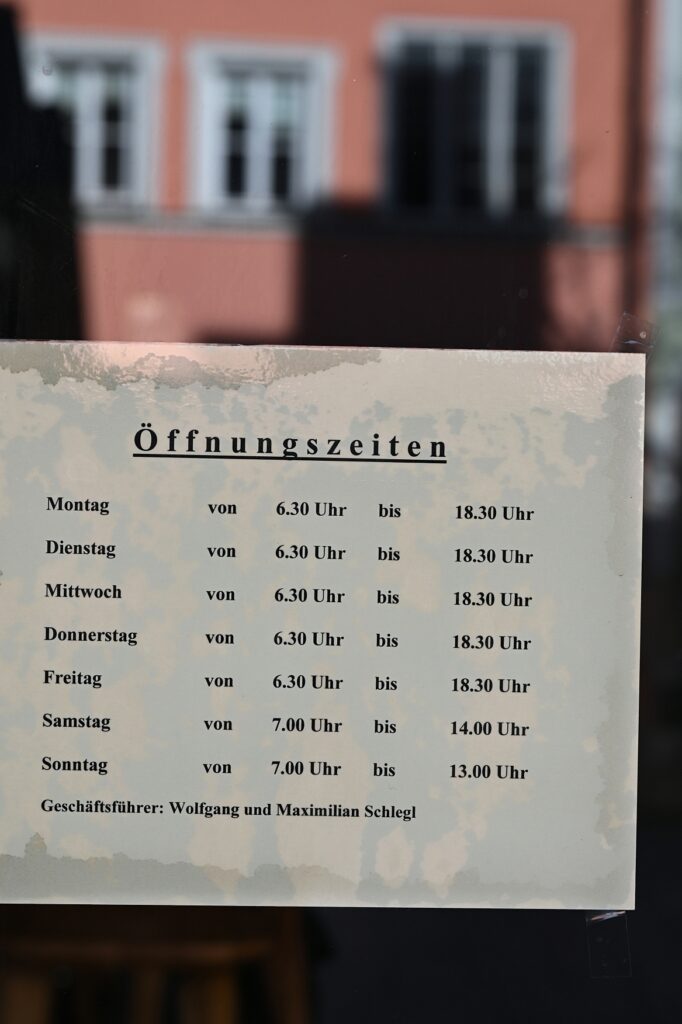 Öffnungszeiten
Montag von 6.30 Uhr bis 18.30 Uhr
Dienstag von 6.30 Uhr bis 18.30 Uhr
Mittwoch von 6.30 Uhr bis 18.30 Uhr
Donnerstag von 6.30 Uhr bis 18.30 Uhr
Freitag von 6.30 Uhr bis 18.30 Uhr
Samstag von 7.00 Uhr bis 14.00 Uhr
Sonntag von 7.00 Uhr bis 13.00 Uhr
Geschäftsführer: Wolfgang und Maximilian Schlegl